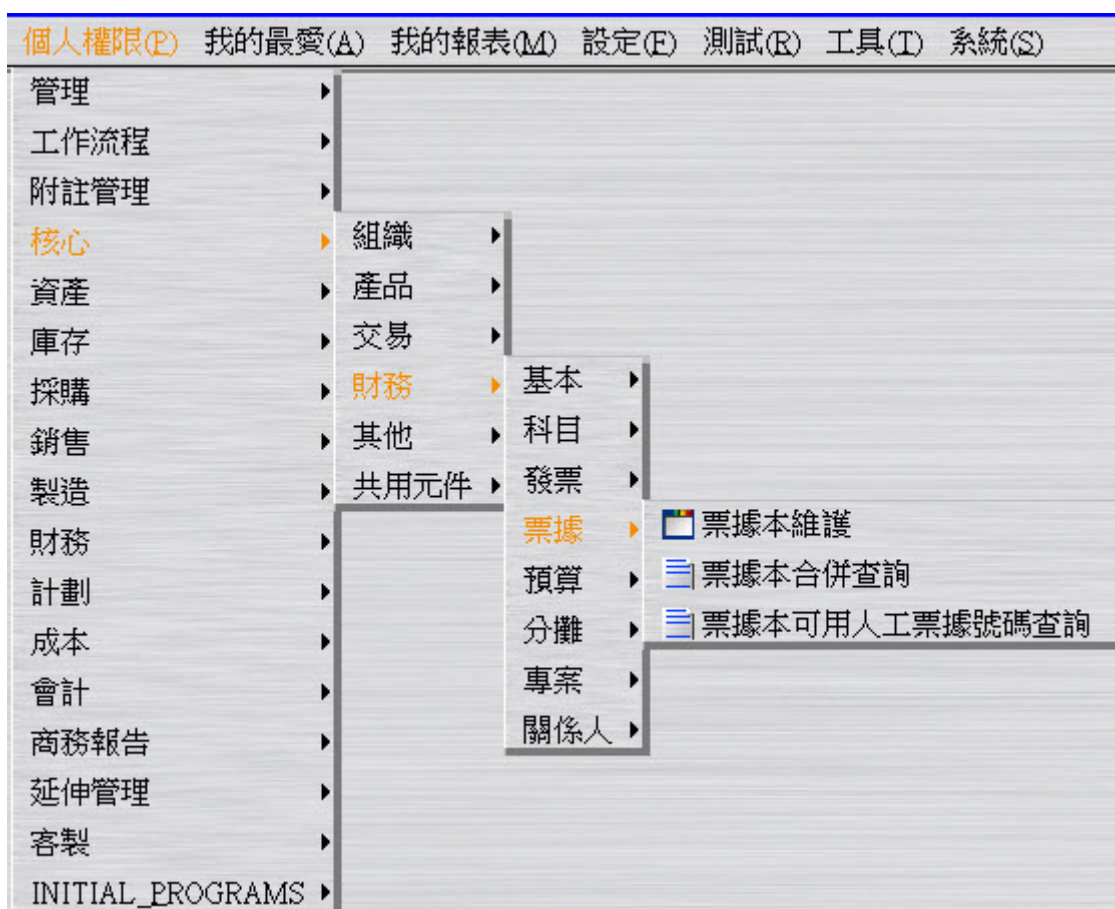 個人權限(P) 我的最愛(A) 我的報表(M) 設定(F) 測試(R) 工具(T) 系統(S)
管理
工作流程
附註管理
核心
資產
庫存
採購
銷售
製造
財務
計劃
成本
會計
商務報告
延伸管理
客製
INITIAL_PROGRAMS
組織
產品
交易
財務
其他
共用元件
基本
科目
發票
票據
預算
分攤
專案
關係人
票據本維護
票據本合併查詢
票據本可用人工票據號碼查詢